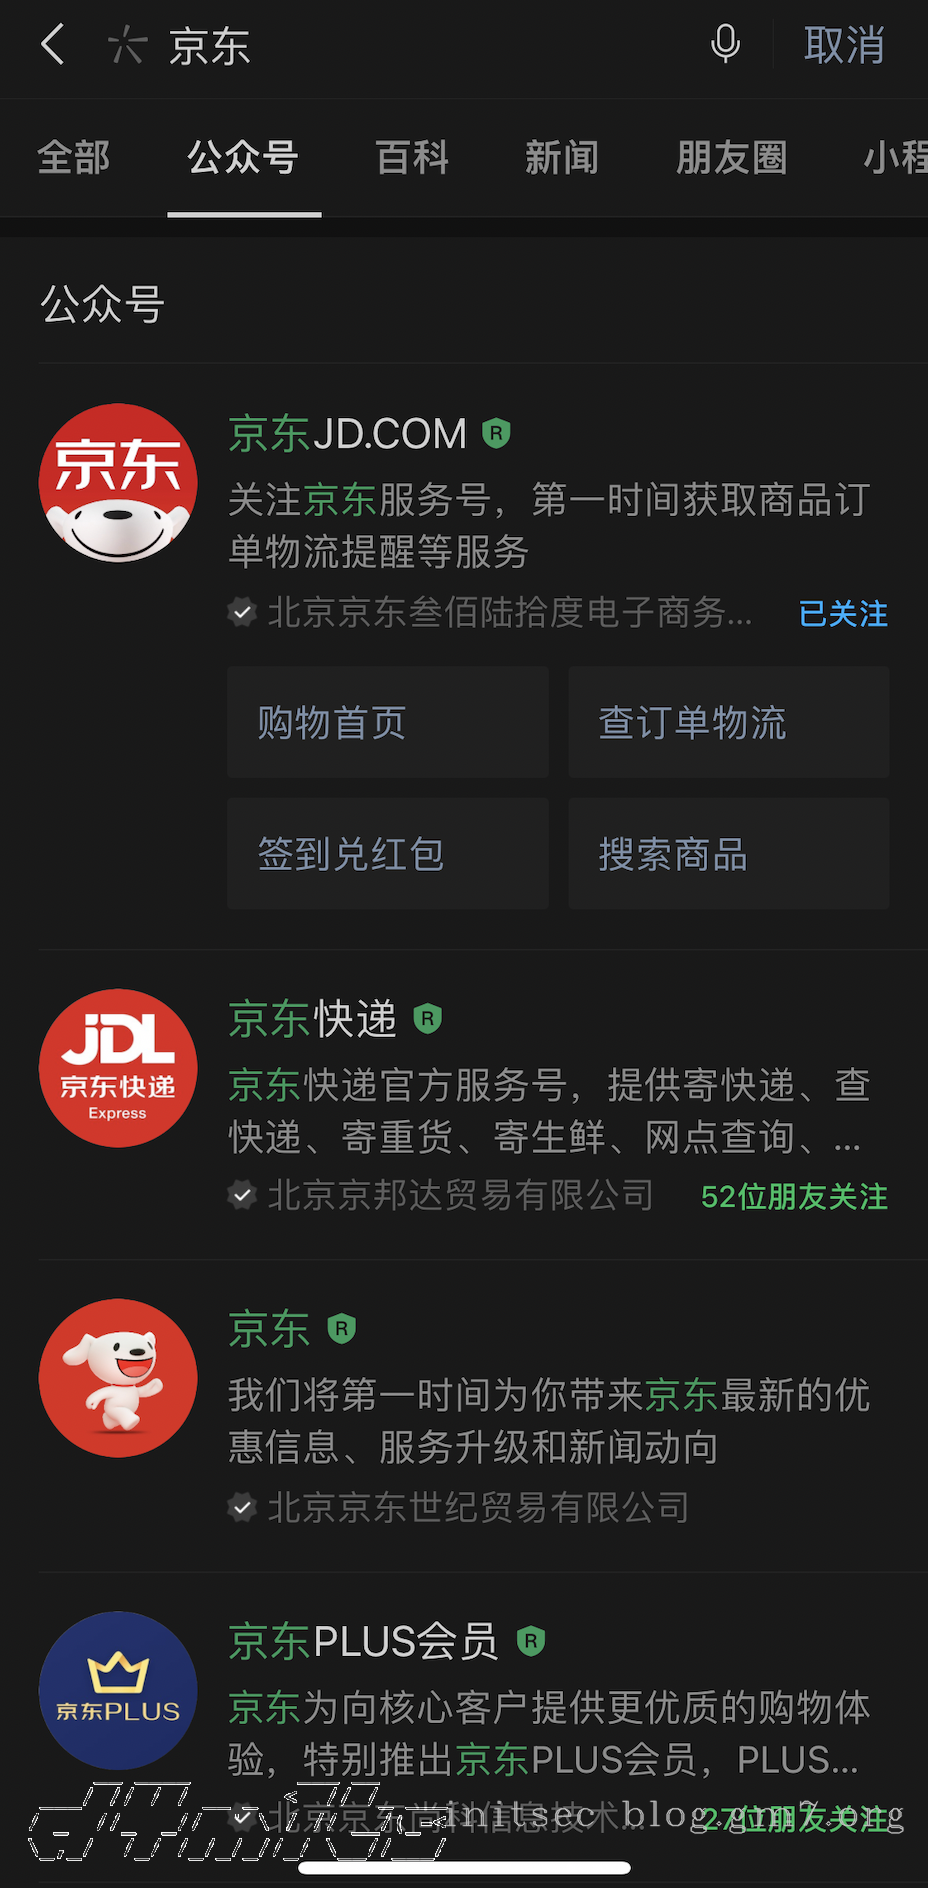 京东
取消
全部
公众号
百科
新闻
朋友圈
小程
公众号
京东
京东JD.COM R
关注京东服务号，第一时间获取商品订
单物流提醒等服务
北京京东叁佰陆拾度电子商务...
已关注
购物首页
查订单物流
签到兑红包
搜索商品
JDL
京东快递
Express
京东快递 R
京东快递官方服务号，提供寄快递、查
快递、寄重货、寄生鲜、网点查询、...
北京京邦达贸易有限公司
52位朋友关注
京东 R
我们将第一时间为你带来京东最新的优
惠信息、服务升级和新闻动向
北京京东世纪贸易有限公司
京东PLUS
京东PLUS会员 R
京东为向核心客户提供更优质的购物体
验，特别推出京东PLUS会员，PLUS...
北京京东尚科信息技术...
27位朋友关注
initsec blog.gm7.org